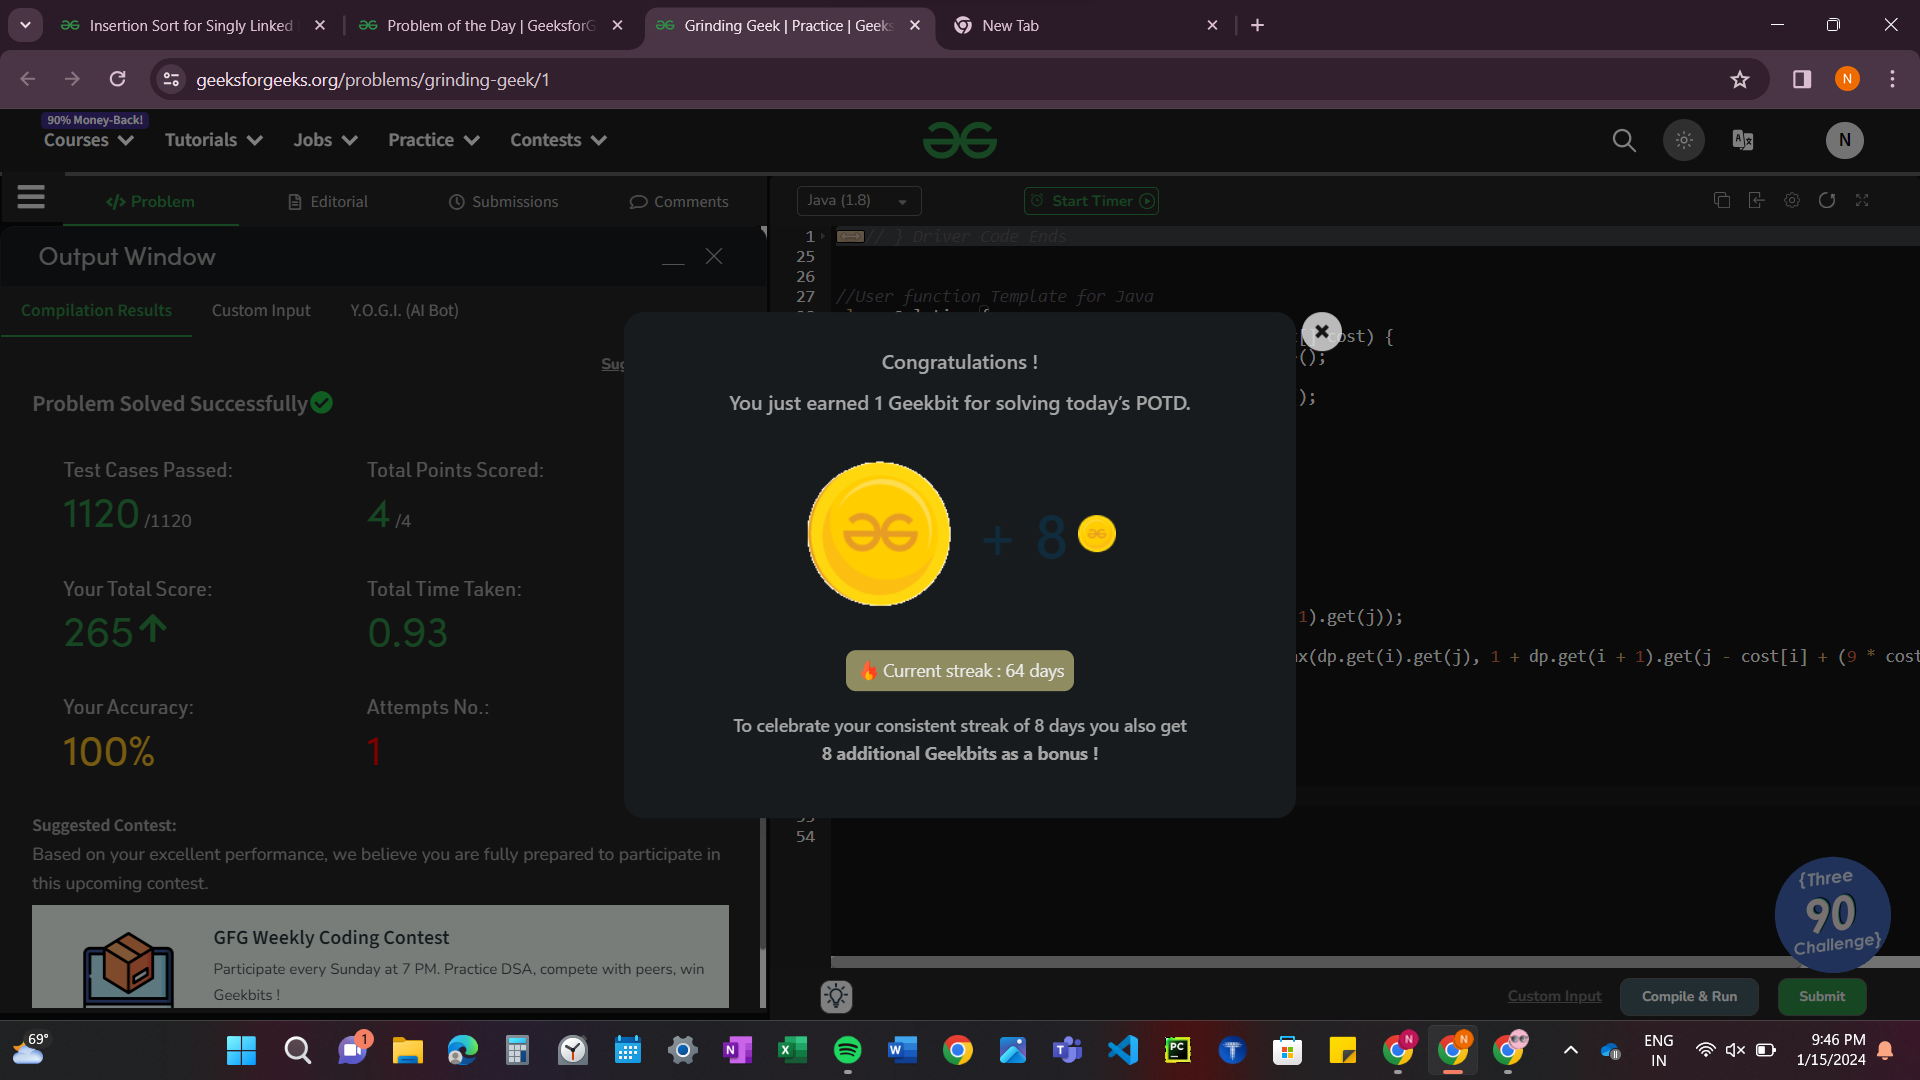 Insertion Sort for Singly Linked
Problem of the Day | GeeksforG
Grinding Geek | Practice | Geeks
New Tab
geeksforgeeks.org/problems/grinding-geek/1
N
90% Money-Back!
Courses
Tutorials
Jobs
Practice
Contests
N
</> Problem
Editorial
Submissions
Comments
Java (1.8)
Start Timer
Output Window
Compilation Results
Custom Input
Y.O.G.I. (AI Bot)
Sug
Problem Solved Successfully
Test Cases Passed:
1120 /1120
Total Points Scored:
4 /4
Your Total Score:
265
Total Time Taken:
0.93
Your Accuracy:
100%
Attempts No.:
1
Suggested Contest:
Based on your excellent performance, we believe you are fully prepared to participate in
this upcoming contest.
GFG Weekly Coding Contest
Participate every Sunday at 7 PM. Practice DSA, compete with peers, win
Geekbits !
1 // } Driver Code Ends
25
26
27 //User function Template for Java
cost) {
();
);
1).get(j));
x(dp.get(i).get(j), 1 + dp.get(i + 1).get(j - cost[i] + (9 * cost
54
Congratulations !
You just earned 1 Geekbit for solving today's POTD.
+ 8
Current streak : 64 days
To celebrate your consistent streak of 8 days you also get
8 additional Geekbits as a bonus !
{Three
90
Challenge}
Custom Input
Compile & Run
Submit
69°
1
N
N
ENG
IN
9:46 PM
1/15/2024